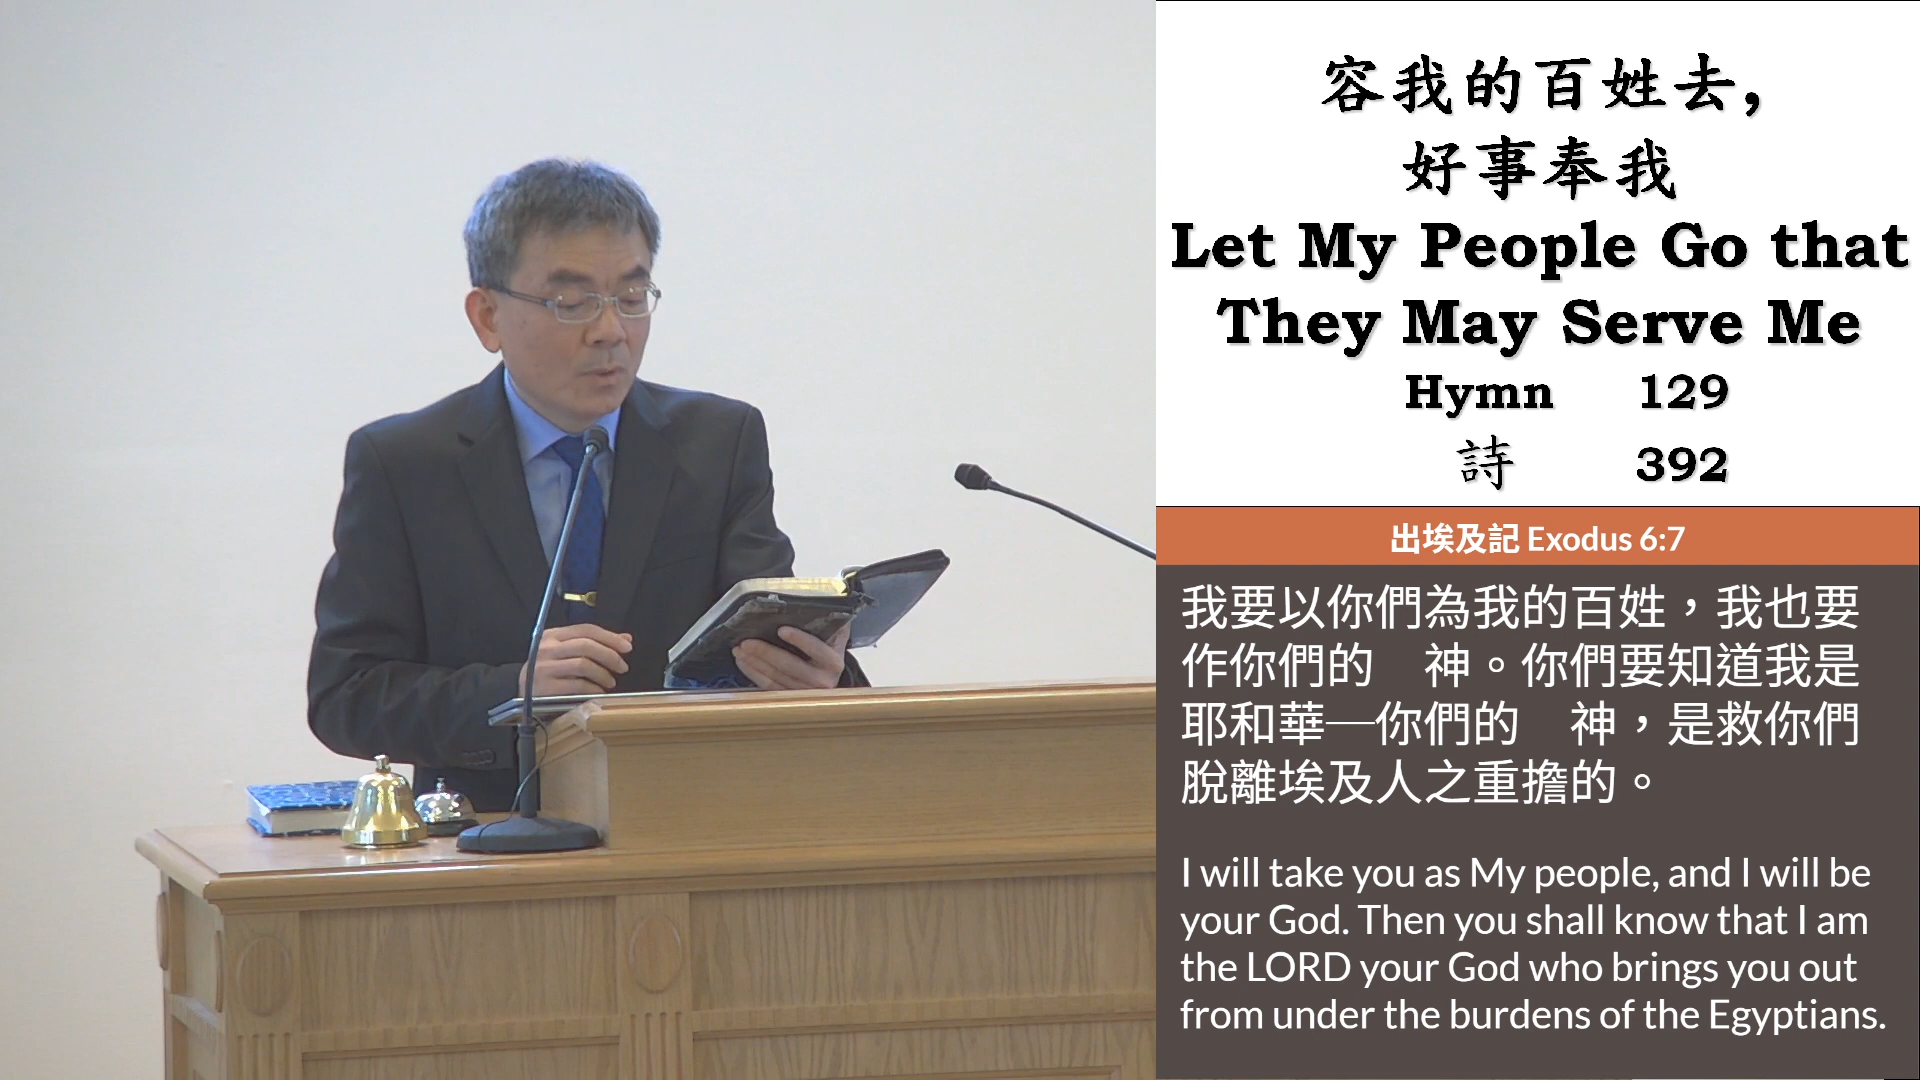 容我的百姓去,
好事奉我
Let My People Go that
They May Serve Me
Hymn 129
詩 392
出埃及記 Exodus 6:7
我要以你們為我的百姓，我也要
作你們的　神。你們要知道我是
耶和華─你們的　神，是救你們
脫離埃及人之重擔的。
I will take you as My people, and I will be
your God. Then you shall know that I am
the LORD your God who brings you out
from under the burdens of the Egyptians.